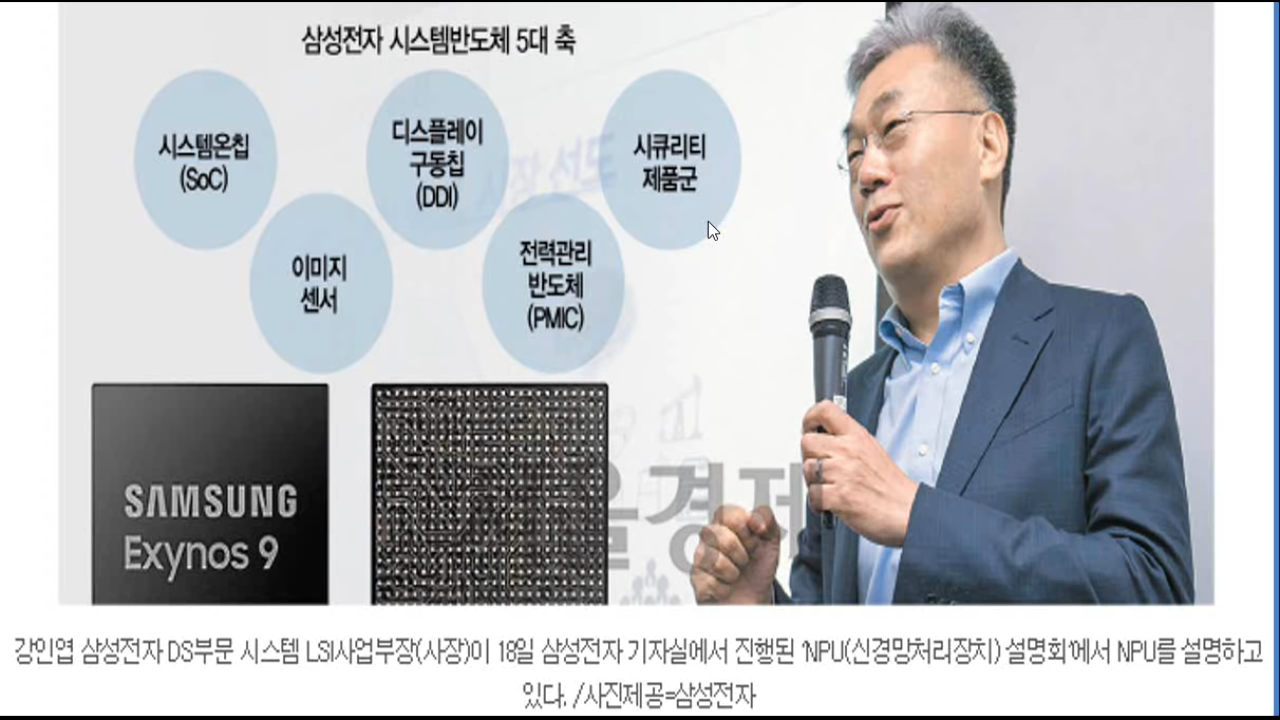 삼성전자 시스템반도체 5대 축
시스템온칩
(SoC)
디스플레이
구동칩
(DDI)
시큐리티
제품군
이미지
센서
전력관리
반도체
(PMIC)
SAMSUNG
Exynos 9
울경제
강인엽 삼성전자 DS부문 시스템 LSI사업부장(사장)이 18일 삼성전자 기자실에서 진행된 'NPU(신경망처리장치) 설명회'에서 NPU를 설명하고
있다. /사진제공=삼성전자